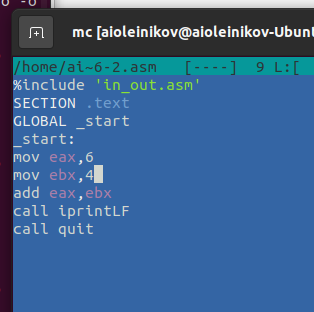 mc [aioleinikov@aioleinikov-Ubun
/home/ai~6-2.asm [----] 9 L:[
%include 'in_out.asm'
SECTION .text
GLOBAL _start
_start:
mov eax,6
mov ebx,4
add eax,ebx
call iprintLF
call quit